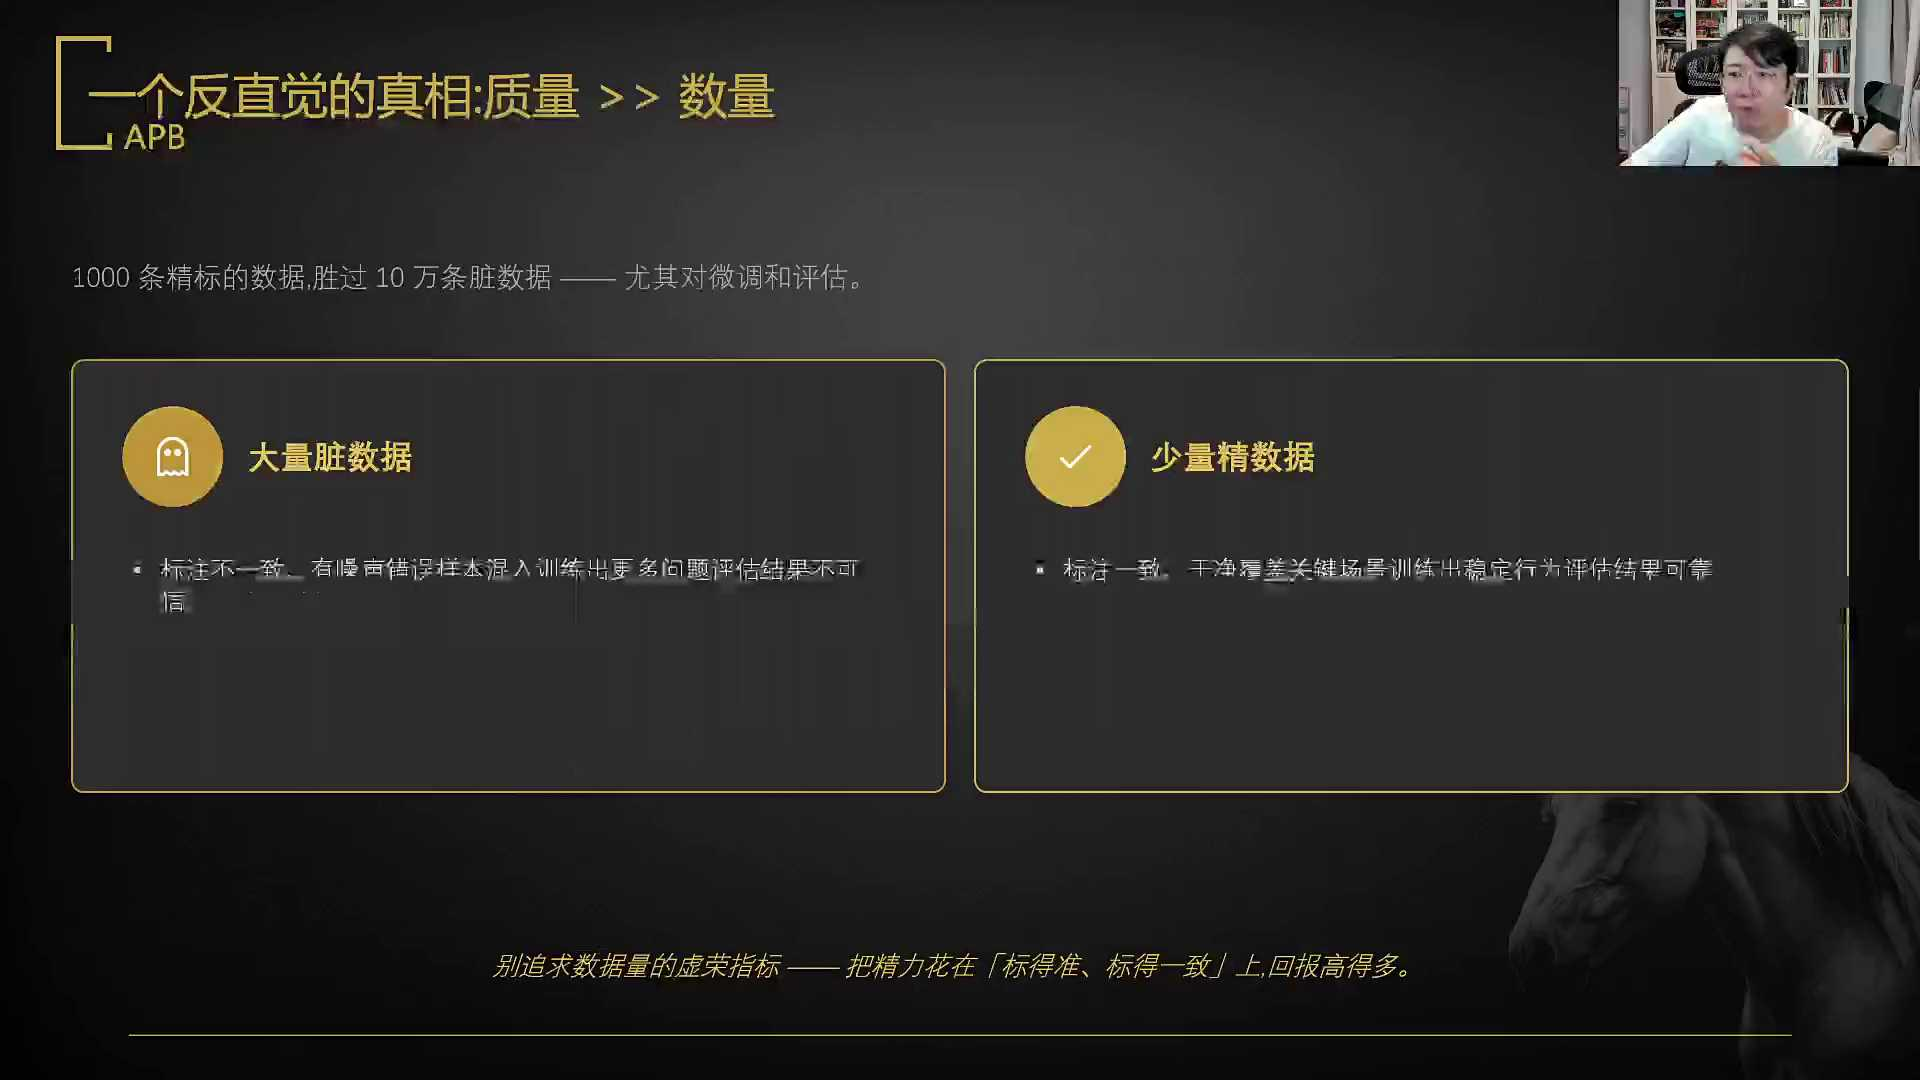 一个反直觉的真相:质量 >> 数量
APB
1000 条精标的数据,胜过 10 万条脏数据 —— 尤其对微调和评估。
大量脏数据
▪ 标注不一致、有噪声错误样本混入训练出更多问题评估结果不可
信
少量精数据
▪ 标注一致、干净覆盖关键场景训练出稳定行为评估结果可靠
别追求数据量的虚荣指标 —— 把精力花在「标得准、标得一致」上,回报高得多。